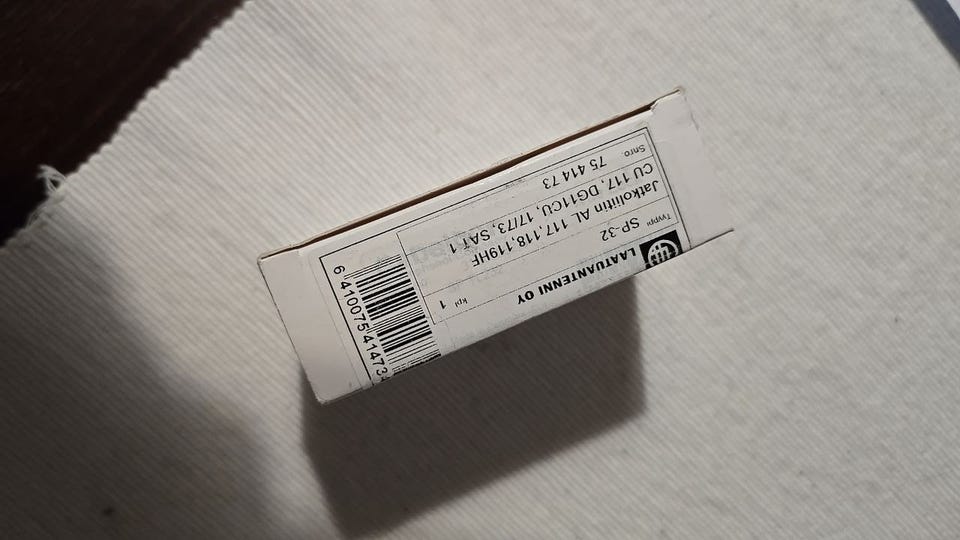 LAATUANTENNI OY
Tyyppi SP-32 kpl 1
Jatkoliitin AL 117,118,119HF
CU 117, DG11CU, 17/73, SAT 1
Snro. 75 414 73
6 410075 414734